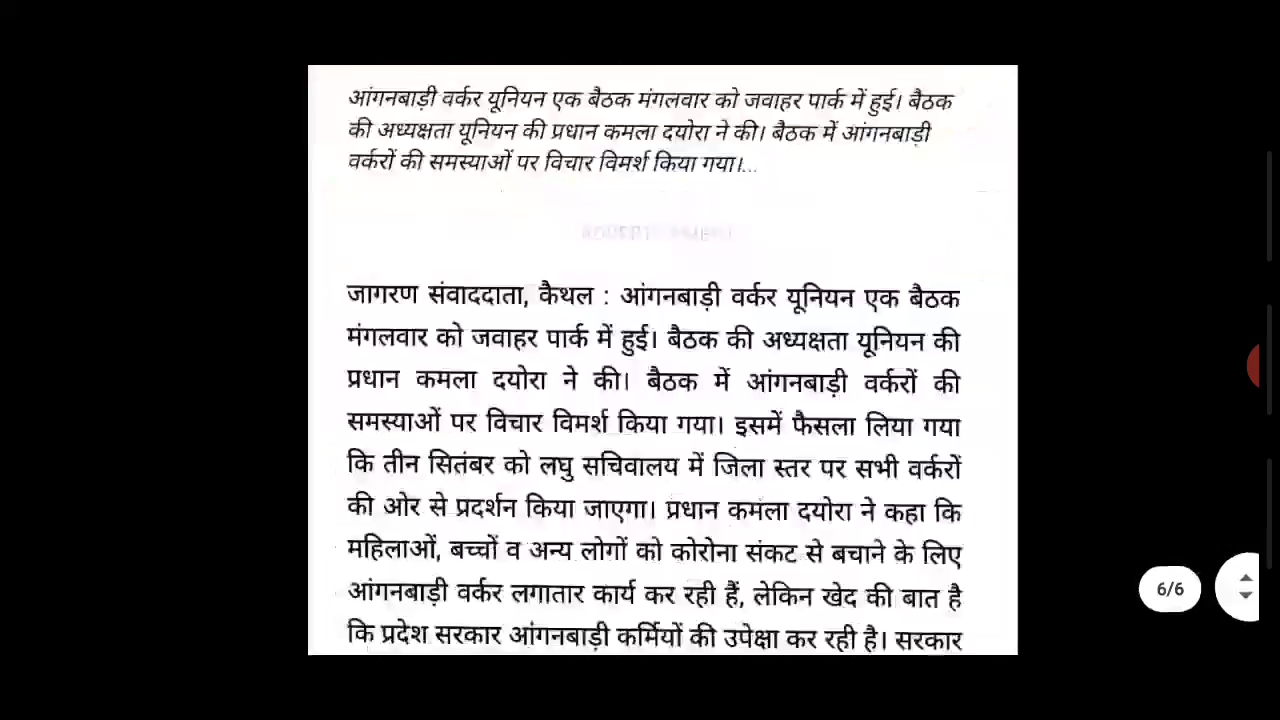 आंगनबाड़ी वर्कर यूनियन एक बैठक मंगलवार को जवाहर पार्क में हुई। बैठक
की अध्यक्षता यूनियन की प्रधान कमला दयोरा ने की। बैठक में आंगनबाड़ी
वर्करों की समस्याओं पर विचार विमर्श किया गया।...
जागरण संवाददाता, कैथल : आंगनबाड़ी वर्कर यूनियन एक बैठक
मंगलवार को जवाहर पार्क में हुई। बैठक की अध्यक्षता यूनियन की
प्रधान कमला दयोरा ने की। बैठक में आंगनबाड़ी वर्करों की
समस्याओं पर विचार विमर्श किया गया। इसमें फैसला लिया गया
कि तीन सितंबर को लघु सचिवालय में जिला स्तर पर सभी वर्करों
की ओर से प्रदर्शन किया जाएगा। प्रधान कमला दयोरा ने कहा कि
महिलाओं, बच्चों व अन्य लोगों को कोरोना संकट से बचाने के लिए
आंगनबाड़ी वर्कर लगातार कार्य कर रही हैं, लेकिन खेद की बात है
कि प्रदेश सरकार आंगनबाड़ी कर्मियों की उपेक्षा कर रही है। सरकार
6/6